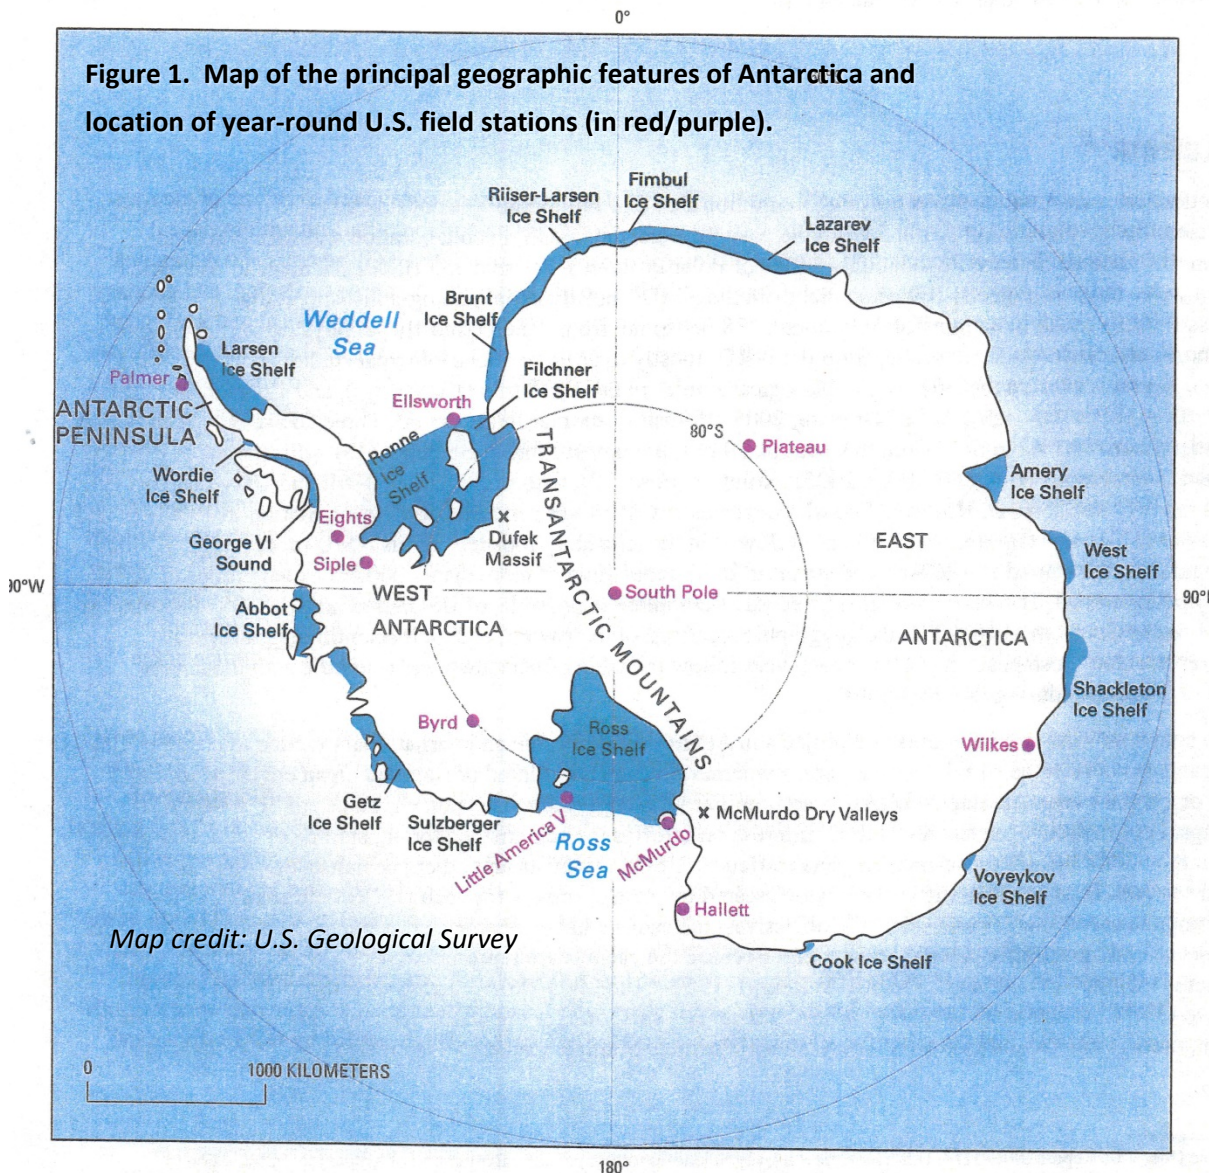 0°
Figure 1.  Map of the principal geographic features of Antarctica and
location of year-round U.S. field stations (in red/purple).
Riiser-Larsen
Ice Shelf
Fimbul
Ice Shelf
Lazarev
Ice Shelf
Brunt
Ice Shelf
Weddell
Sea
Larsen
Ice Shelf
Filchner
Ice Shelf
Palmer
Ellsworth
ANTARCTIC
PENINSULA
80°S
Plateau
Ronne
Ice
Shelf
TRANSANTARCTIC MOUNTAINS
Wordie
Ice Shelf
Amery
Ice Shelf
Eights
George VI
Sound
Siple
x
Dufek
Massif
EAST
ANTARCTICA
West
Ice Shelf
90°W
WEST
ANTARCTICA
South Pole
90°
Abbot
Ice Shelf
Shackleton
Ice Shelf
Byrd
Ross
Ice Shelf
Wilkes
Getz
Ice Shelf
Sulzberger
Ice Shelf
Little America V
Ross
Sea
McMurdo
x McMurdo Dry Valleys
Voyeykov
Ice Shelf
Hallett
Map credit: U.S. Geological Survey
Cook Ice Shelf
0
1000 KILOMETERS
180°